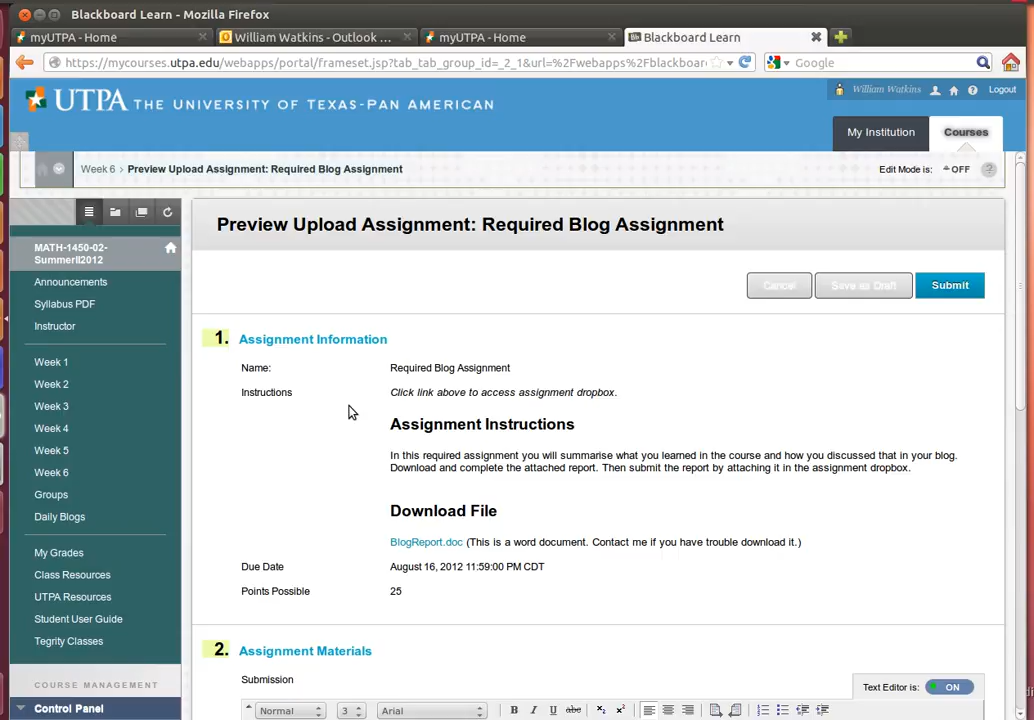 Blackboard Learn - Mozilla Firefox
myUTPA - Home
William Watkins - Outlook ...
myUTPA - Home
Blackboard Learn
https://mycourses.utpa.edu/webapps/portal/frameset.jsp?tab_tab_group_id=_2_1&url=%2Fwebapps%2Fblackboar
Google
William Watkins
Logout
UTPA THE UNIVERSITY OF TEXAS-PAN AMERICAN
My Institution
Courses
Week 6 > Preview Upload Assignment: Required Blog Assignment
Edit Mode is: OFF
Preview Upload Assignment: Required Blog Assignment
MATH-1450-02-
SummerII2012
Announcements
Syllabus PDF
Instructor
Week 1
Week 2
Week 3
Week 4
Week 5
Week 6
Groups
Daily Blogs
My Grades
Class Resources
UTPA Resources
Student User Guide
Tegrity Classes
COURSE MANAGEMENT
Control Panel
Cancel
Save as Draft
Submit
1. Assignment Information
Name: Required Blog Assignment
Instructions Click link above to access assignment dropbox.
Assignment Instructions
In this required assignment you will summarise what you learned in the course and how you discussed that in your blog.
Download and complete the attached report. Then submit the report by attaching it in the assignment dropbox.
Download File
BlogReport.doc (This is a word document. Contact me if you have trouble download it.)
Due Date August 16, 2012 11:59:00 PM CDT
Points Possible 25
2. Assignment Materials
Submission
Text Editor is: ON
Normal 3 Arial B I U abc